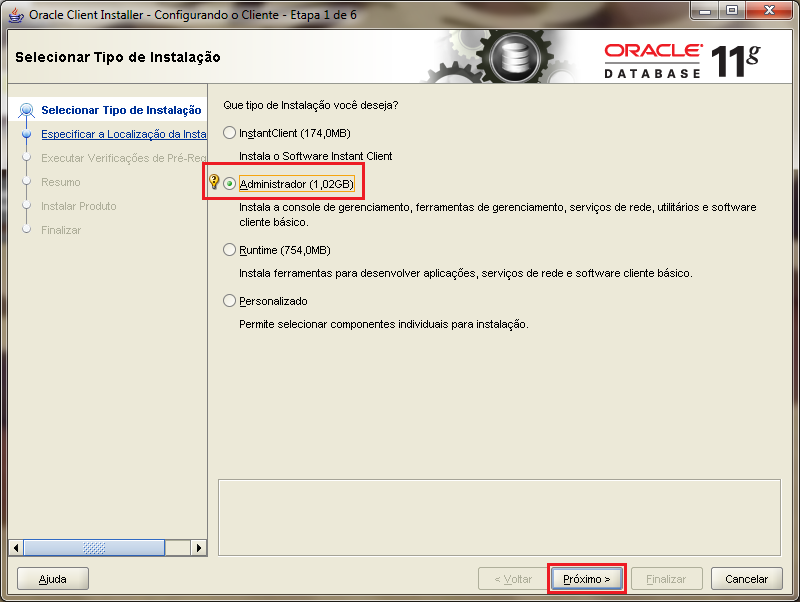 Oracle Client Installer - Configurando o Cliente - Etapa 1 de 6
Selecionar Tipo de Instalação
ORACLE
DATABASE
11g
Selecionar Tipo de Instalação
Especificar a Localização da Insta
Executar Verificações de Pré-Req
Resumo
Instalar Produto
Finalizar
Que tipo de Instalação você deseja?
InstantClient (174,0MB)
Instala o Software Instant Client
Administrador (1,02GB)
Instala a console de gerenciamento, ferramentas de gerenciamento, serviços de rede, utilitários e software
cliente básico.
Runtime (754,0MB)
Instala ferramentas para desenvolver aplicações, serviços de rede e software cliente básico.
Personalizado
Permite selecionar componentes individuais para instalação.
Ajuda
< Voltar
Próximo >
Finalizar
Cancelar